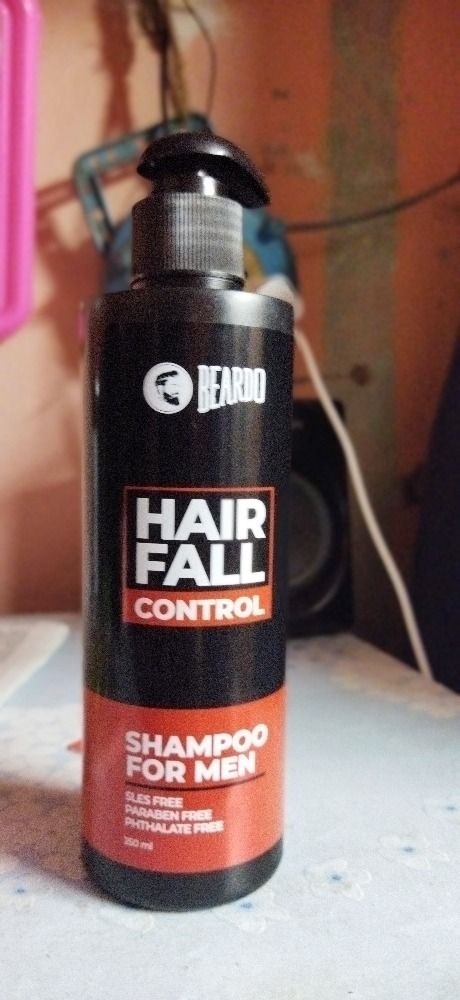 BEARDO
HAIR
FALL
CONTROL
SHAMPOO
FOR MEN
SLES FREE
PARABEN FREE
PHTHALATE FREE
250 ml